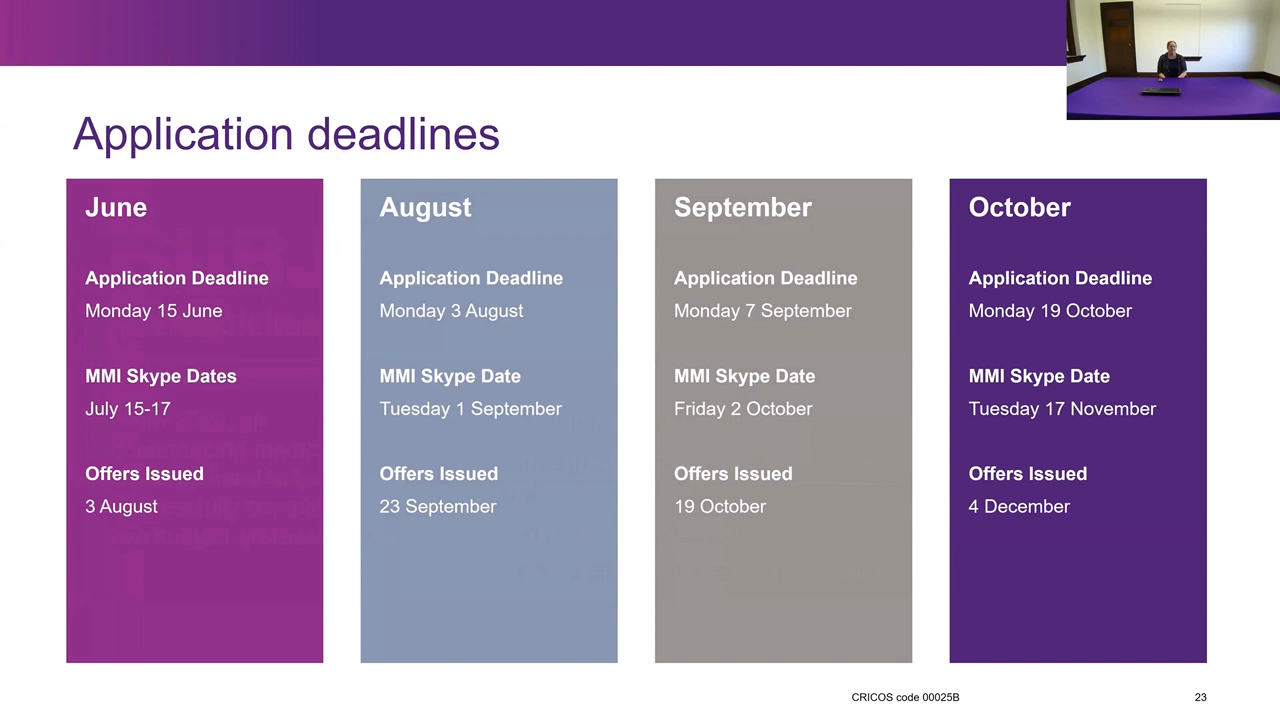 Application deadlines
June
Application Deadline
Monday 15 June
MMI Skype Dates
July 15-17
Offers Issued
3 August
August
Application Deadline
Monday 3 August
MMI Skype Date
Tuesday 1 September
Offers Issued
23 September
September
Application Deadline
Monday 7 September
MMI Skype Date
Friday 2 October
Offers Issued
19 October
October
Application Deadline
Monday 19 October
MMI Skype Date
Tuesday 17 November
Offers Issued
4 December
CRICOS code 00025B
23